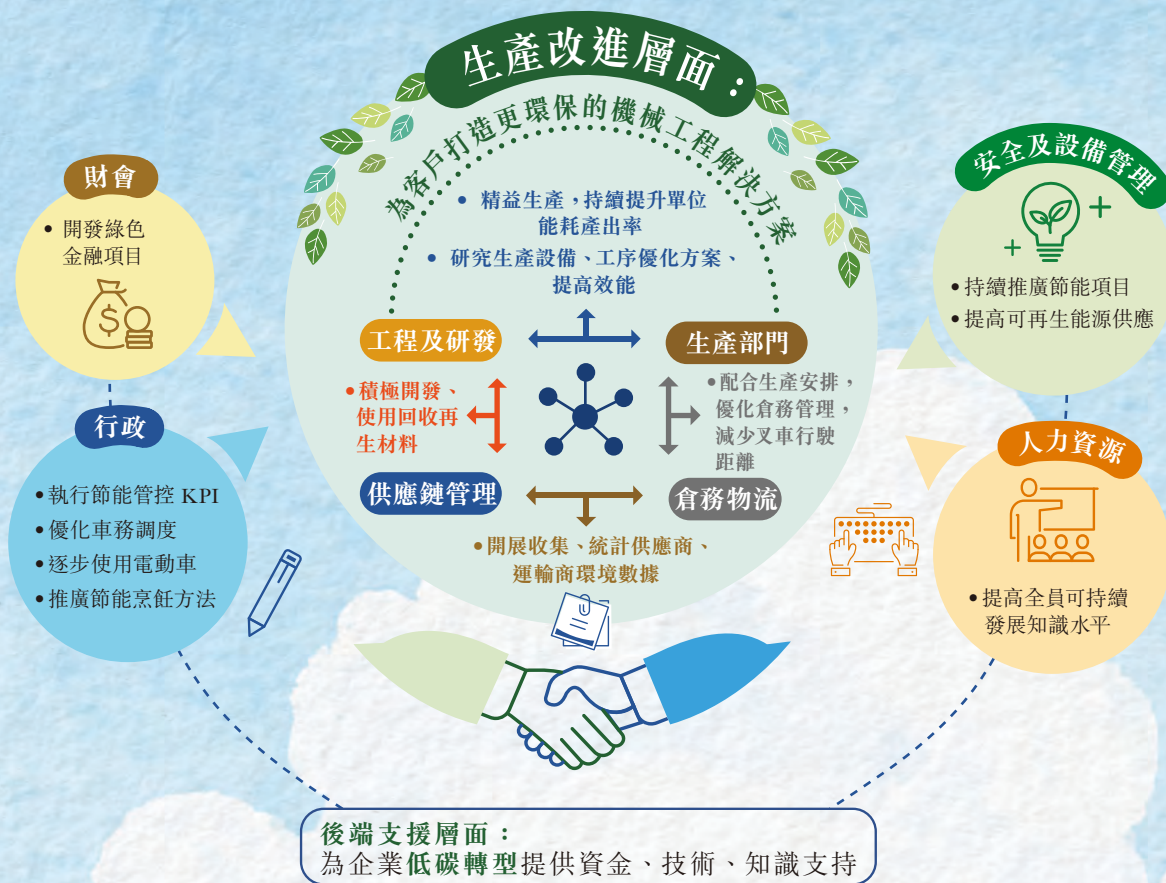 生產改進層面：
為客戶打造更環保的機械工程解決方案
• 精益生產，持續提升單位
能耗產出率
• 研究生產設備、工序優化方案、
提高效能
工程及研發
生產部門
• 積極開發、
使用回收再
生材料
• 配合生產安排，
優化倉務管理，
減少叉車行駛
距離
供應鏈管理
倉務物流
• 開展收集、統計供應商、
運輸商環境數據
財會
• 開發綠色
金融項目
$
行政
• 執行節能管控 KPI
• 優化車務調度
• 逐步使用電動車
• 推廣節能烹飪方法
安全及設備管理
• 持續推廣節能項目
• 提高可再生能源供應
人力資源
• 提高全員可持續
發展知識水平
後端支援層面：
為企業低碳轉型提供資金、技術、知識支持